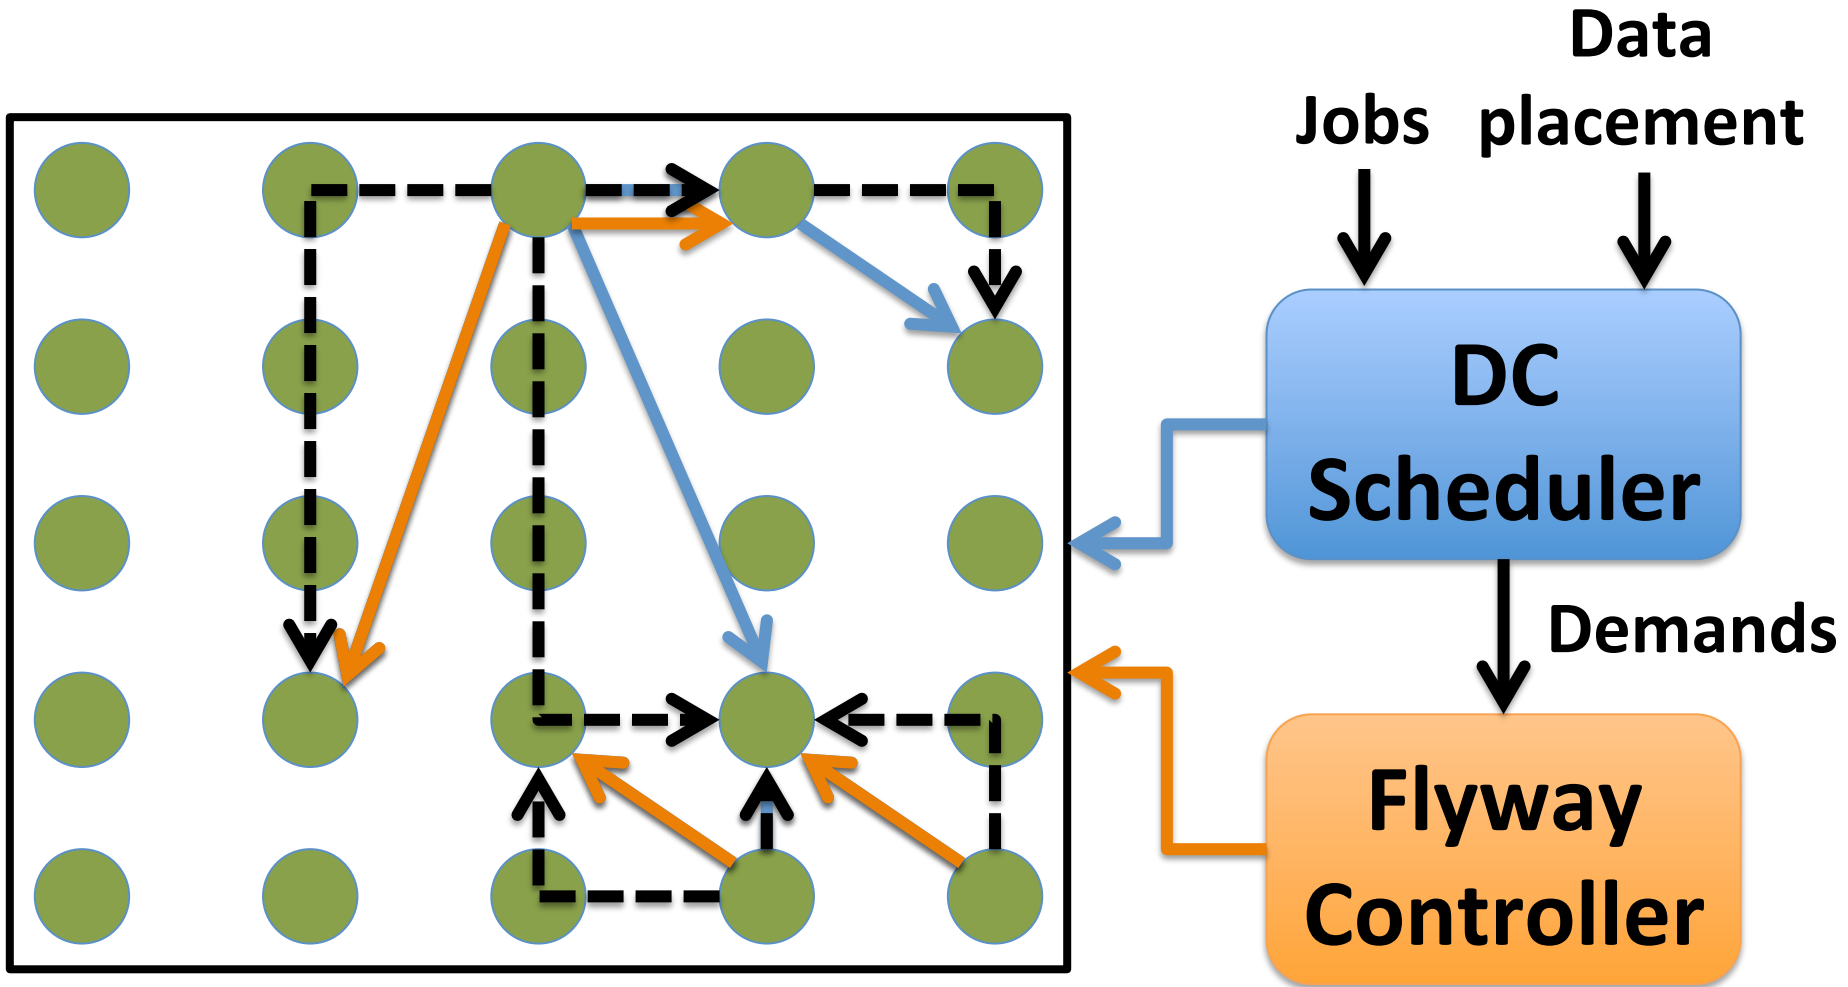 Data
Jobs placement
DC
Scheduler
Demands
Flyway
Controller